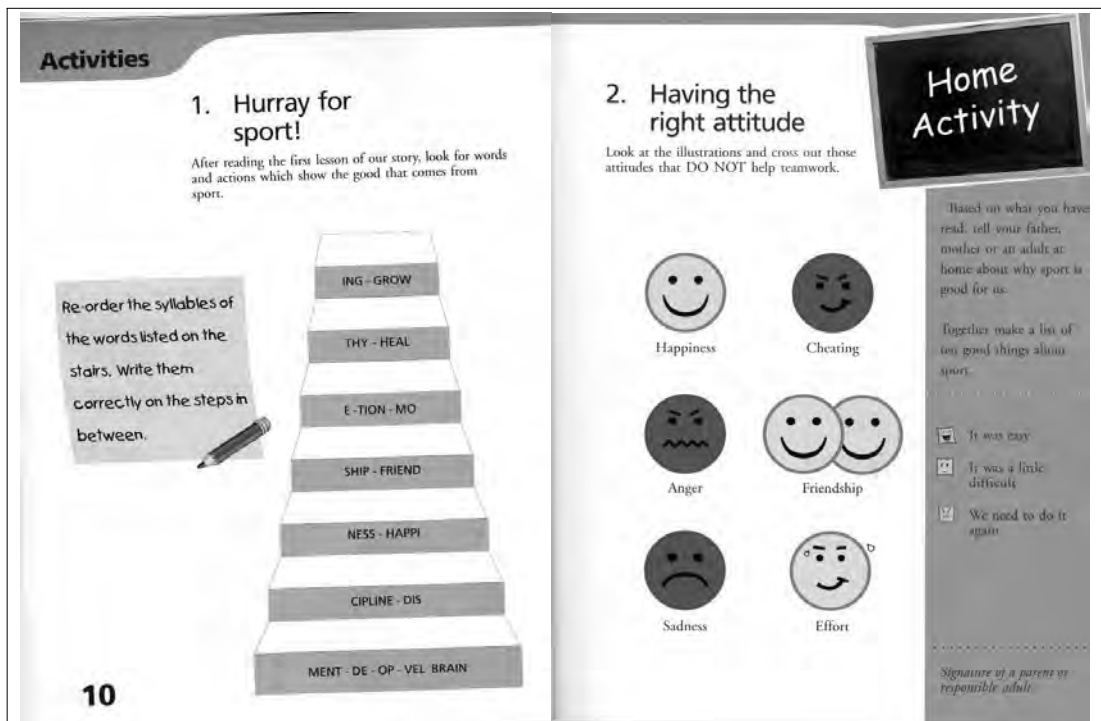 Activities
1. Hurray for
sport!
After reading the first lesson of our story, look for words
and actions which show the good that comes from
sport.
Re-order the syllables of
the words listed on the
stairs. Write them
correctly on the steps in
between.
ING - GROW
THY - HEAL
E -TION - MO
SHIP - FRIEND
NESS - HAPPI
CIPLINE - DIS
MENT - DE - OP - VEL BRAIN
10
2. Having the
right attitude
Look at the illustrations and cross out those
attitudes that DO NOT help teamwork.
Happiness
Cheating
Anger
Friendship
Sadness
Effort
Home
Activity
Based on what you have
read, tell your father,
mother or an adult at
home about why sport is
good for us.
Together make a list of
ten good things about
sport.
It was easy
It was a little
difficult
We need to do it
again
Signature of a parent or
responsible adult.